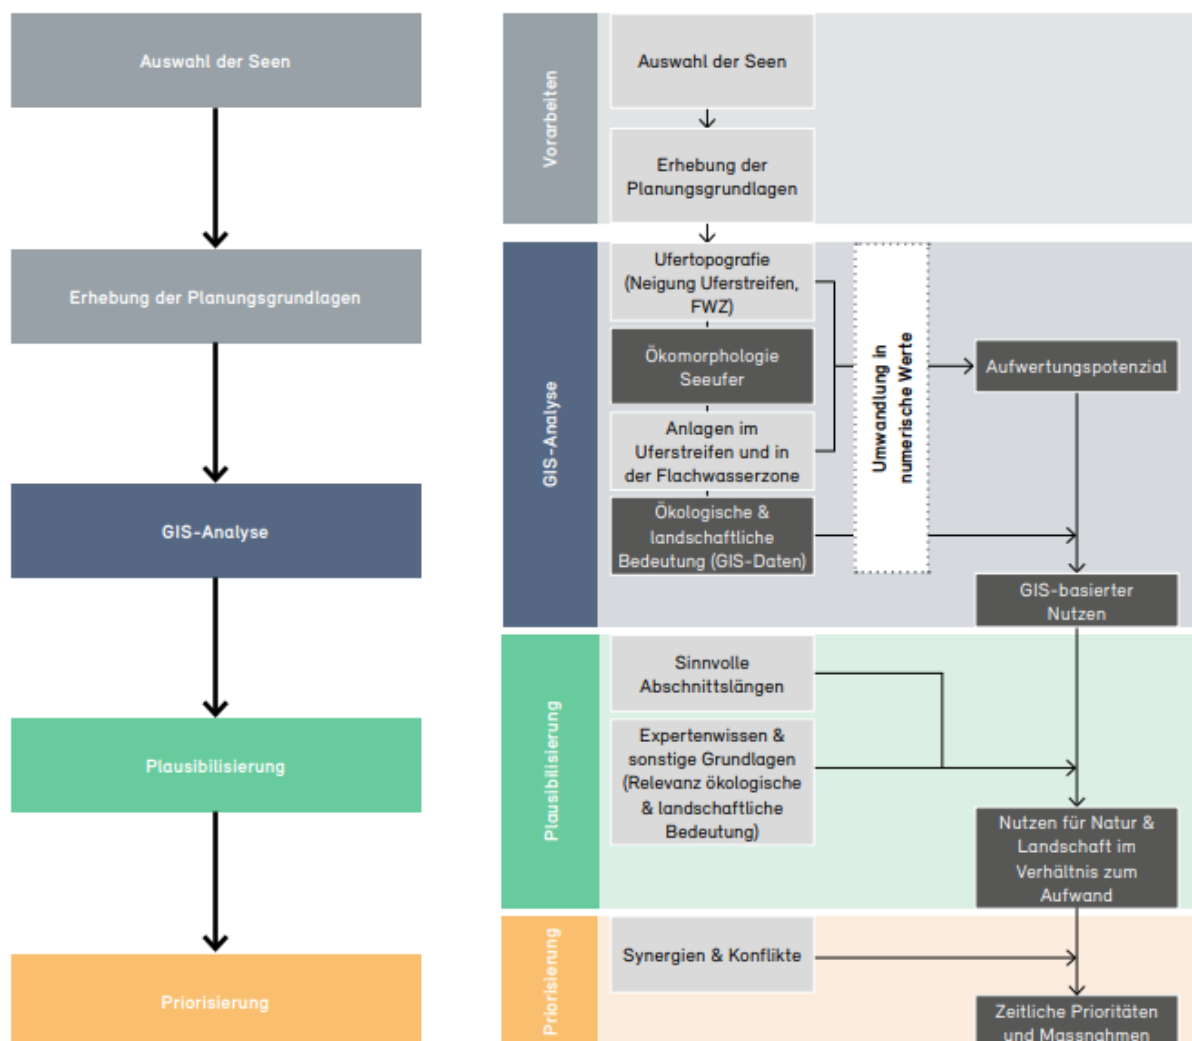 Auswahl der Seen
Erhebung der Planungsgrundlagen
GIS-Analyse
Plausibilisierung
Priorisierung
Vorarbeiten
Auswahl der Seen
Erhebung der
Planungsgrundlagen
GIS-Analyse
Ufertopografie
(Neigung Uferstreifen,
FWZ)
Ökomorphologie
Seeufer
Anlagen im
Uferstreifen und in
der Flachwasserzone
Ökologische &
landschaftliche
Bedeutung (GIS-Daten)
Umwandlung in
numerische Werte
Aufwertungspotenzial
GIS-basierter
Nutzen
Plausibilisierung
Sinnvolle
Abschnittslängen
Expertenwissen &
sonstige Grundlagen
(Relevanz ökologische
& landschaftliche
Bedeutung)
Nutzen für Natur &
Landschaft im
Verhältnis zum
Aufwand
Priorisierung
Synergien & Konflikte
Zeitliche Prioritäten
und Massnahmen